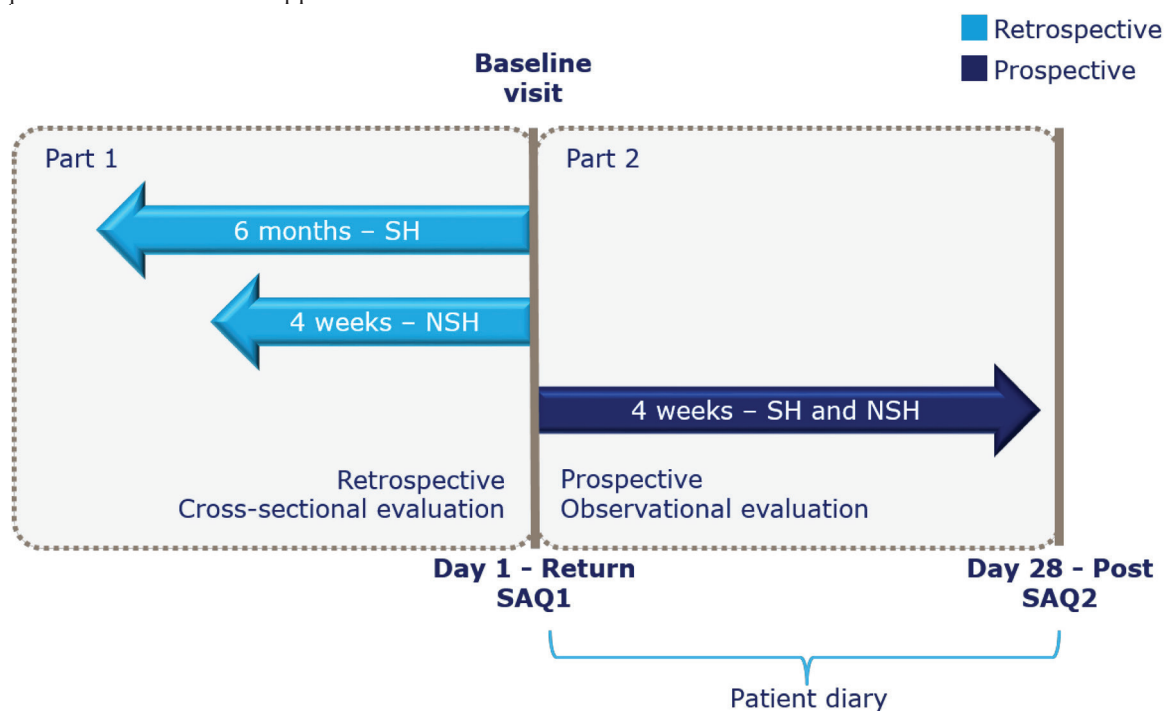 Retrospective
Prospective
Baseline
visit
Part 1
Part 2
6 months – SH
4 weeks – NSH
4 weeks – SH and NSH
Retrospective
Cross-sectional evaluation
Prospective
Observational evaluation
Day 1 - Return
SAQ1
Day 28 - Post
SAQ2
Patient diary